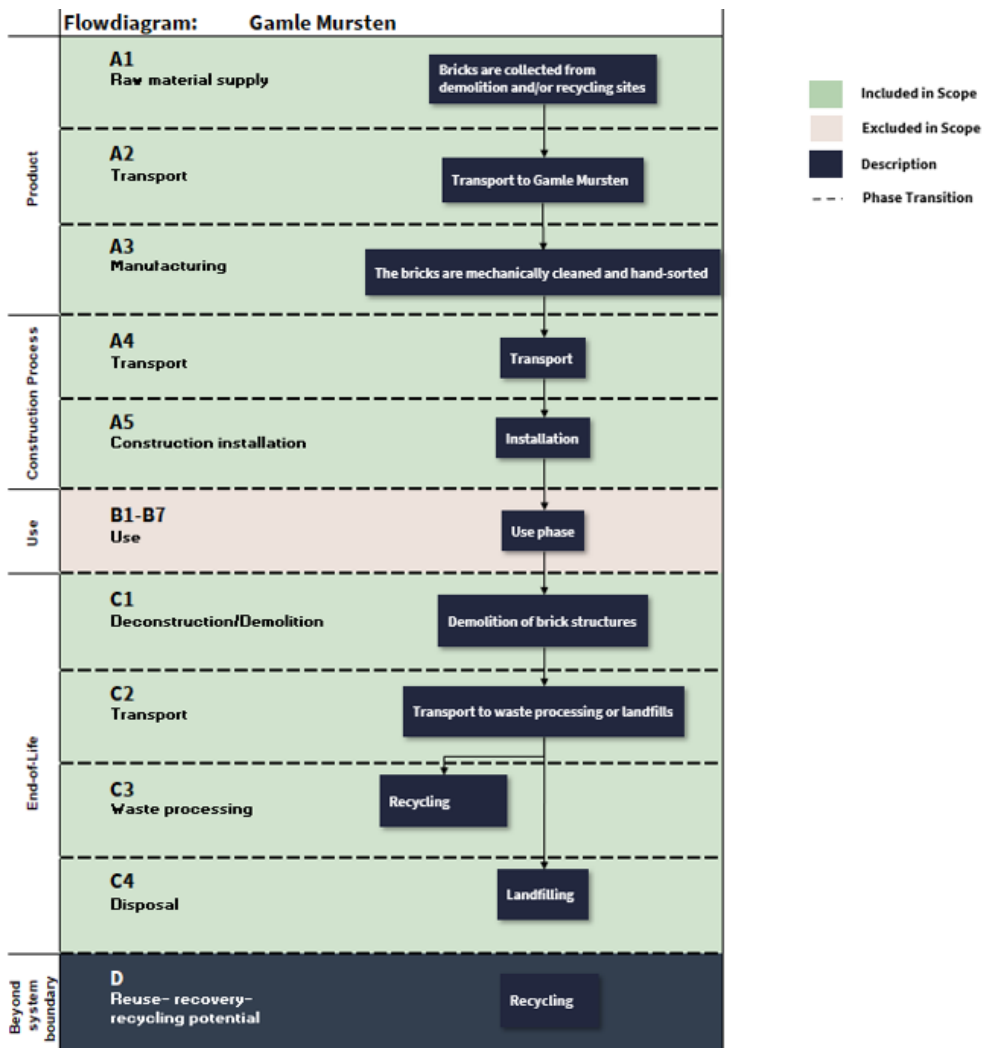 Flowdiagram: Gamle Mursten
Product
A1
Raw material supply
Bricks are collected from
demolition and/or recycling sites
A2
Transport
Transport to Gamle Mursten
A3
Manufacturing
The bricks are mechanically cleaned and hand-sorted
Construction Process
A4
Transport
Transport
A5
Construction installation
Installation
Use
B1-B7
Use
Use phase
End-of-Life
C1
Deconstruction/Demolition
Demolition of brick structures
C2
Transport
Transport to waste processing or landfills
C3
Waste processing
Recycling
C4
Disposal
Landfilling
Beyond
system
boundary
D
Reuse- recovery-
recycling potential
Recycling
Included in Scope
Excluded in Scope
Description
Phase Transition